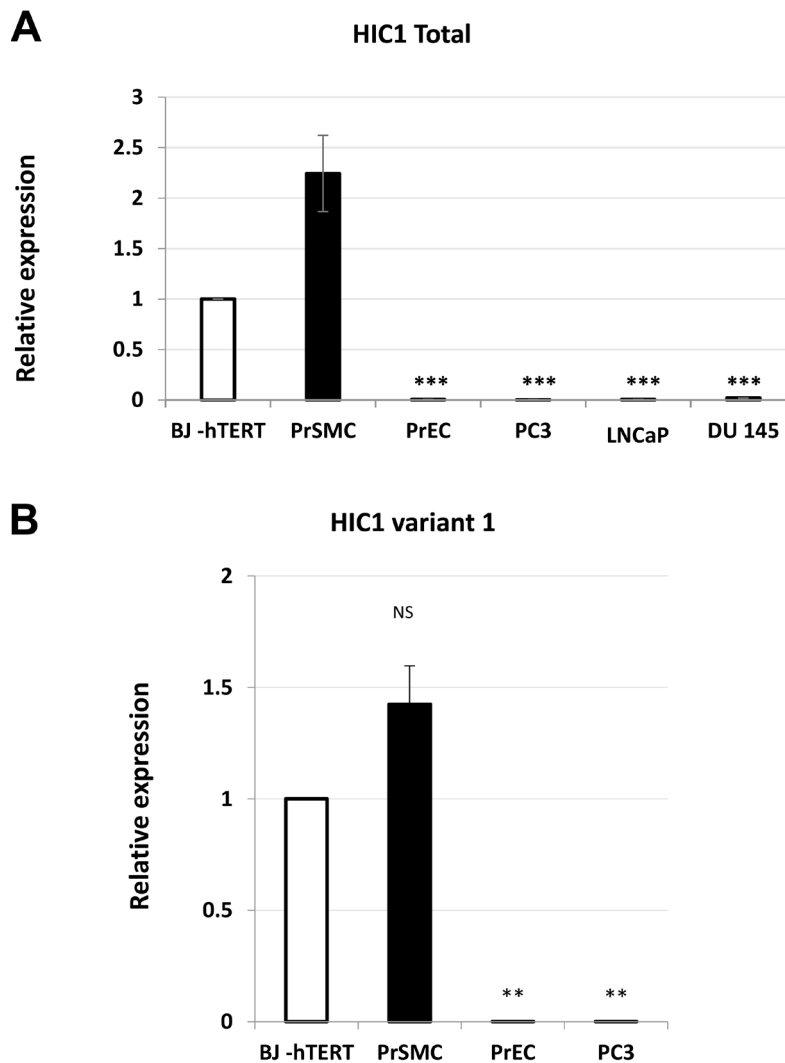 A
HIC1 Total
Relative expression
3
2.5
2
1.5
1
0.5
0
*** *** *** ***
BJ -hTERT PrSMC PrEC PC3 LNCaP DU 145
B
HIC1 variant 1
Relative expression
2
1.5
1
0.5
0
NS
** **
BJ -hTERT PrSMC PrEC PC3